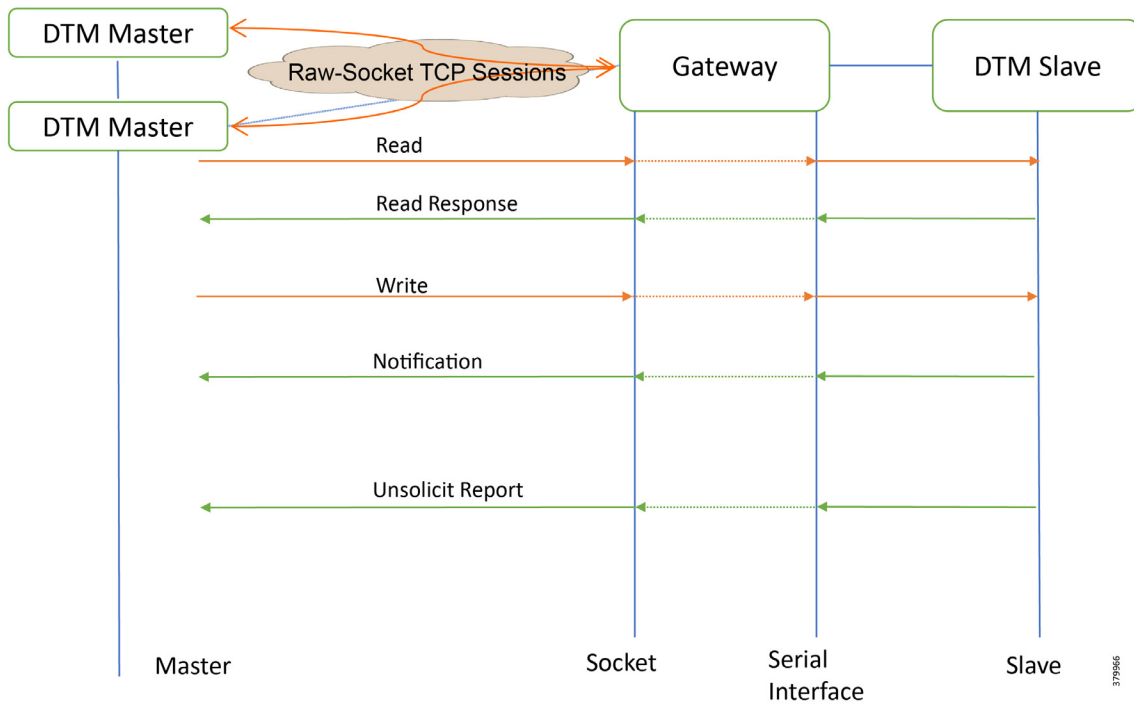 DTM Master
Raw-Socket TCP Sessions
Gateway
DTM Slave
DTM Master
Read
Read Response
Write
Notification
Unsolicit Report
Master
Socket
Serial
Interface
Slave
379966